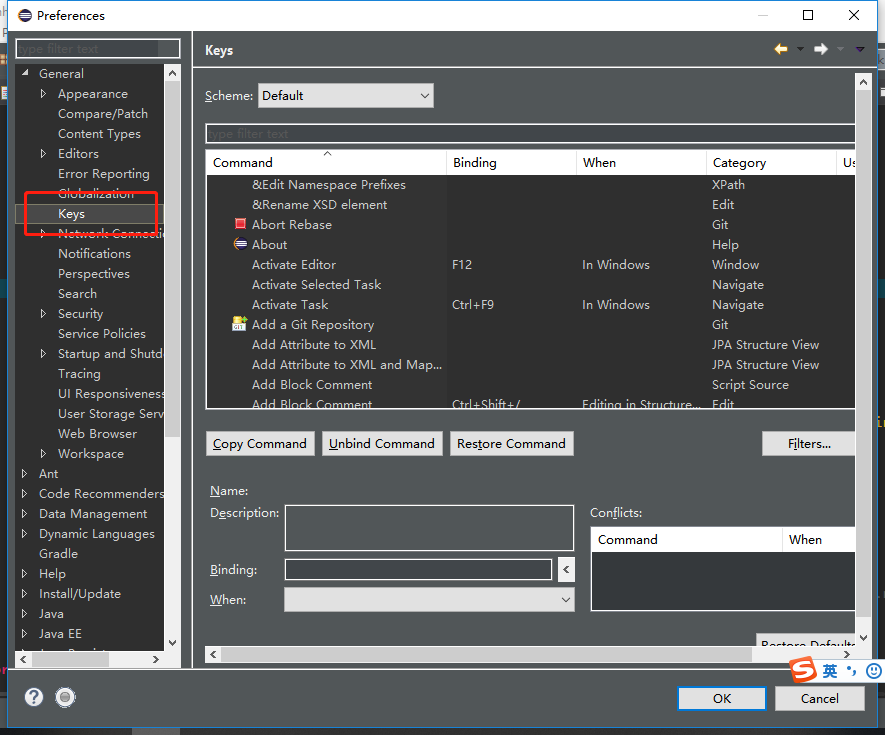 Preferences
type filter text
General
Appearance
Compare/Patch
Content Types
Editors
Error Reporting
Globalization
Keys
Network Connectic
Notifications
Perspectives
Search
Security
Service Policies
Startup and Shutd
Tracing
UI Responsiveness
User Storage Serv
Web Browser
Workspace
Ant
Code Recommenders
Data Management
Dynamic Languages
Gradle
Help
Install/Update
Java
Java EE
Keys
Scheme: Default
type filter text
Command Binding When Category Us
&Edit Namespace Prefixes XPath
&Rename XSD element Edit
Abort Rebase Git
About Help
Activate Editor F12 In Windows Window
Activate Selected Task Navigate
Activate Task Ctrl+F9 In Windows Navigate
Add a Git Repository Git
Add Attribute to XML JPA Structure View
Add Attribute to XML and Map... JPA Structure View
Add Block Comment Script Source
Add Block Comment Ctrl+Shift+/ Editing in Structure... Edit
Copy Command Unbind Command Restore Command Filters...
Name:
Description:
Binding: <
When:
Conflicts:
Command When
Restore Defaults
英
OK Cancel